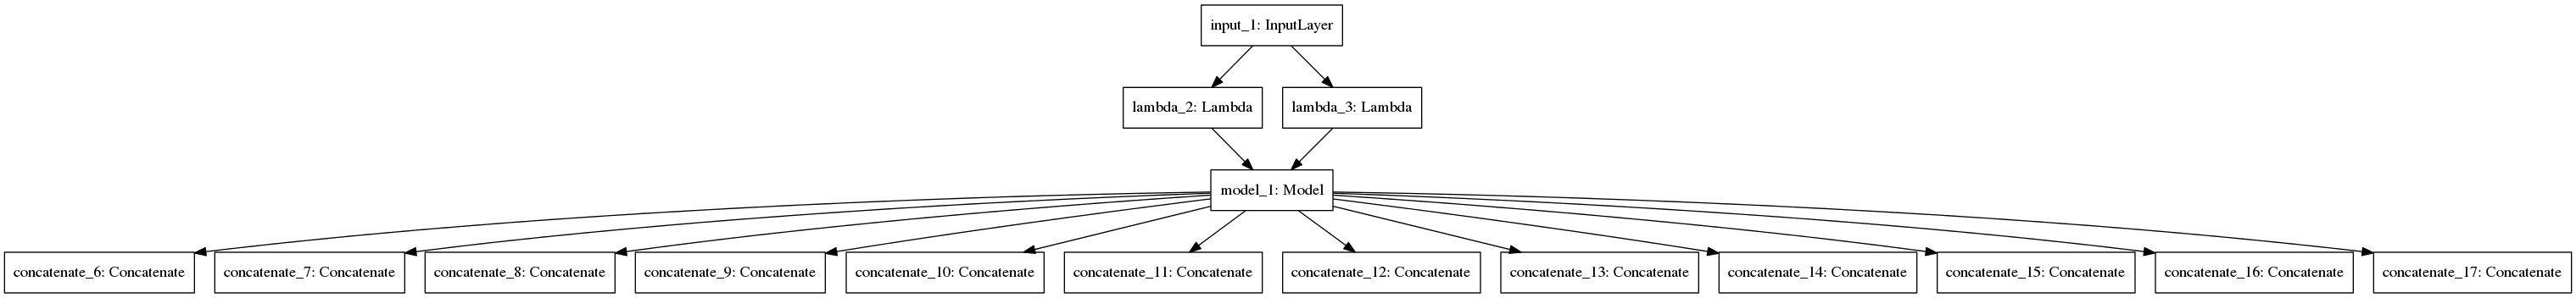 input_1: InputLayer
lambda_2: Lambda
lambda_3: Lambda
model_1: Model
concatenate_6: Concatenate
concatenate_7: Concatenate
concatenate_8: Concatenate
concatenate_9: Concatenate
concatenate_10: Concatenate
concatenate_11: Concatenate
concatenate_12: Concatenate
concatenate_13: Concatenate
concatenate_14: Concatenate
concatenate_15: Concatenate
concatenate_16: Concatenate
concatenate_17: Concatenate